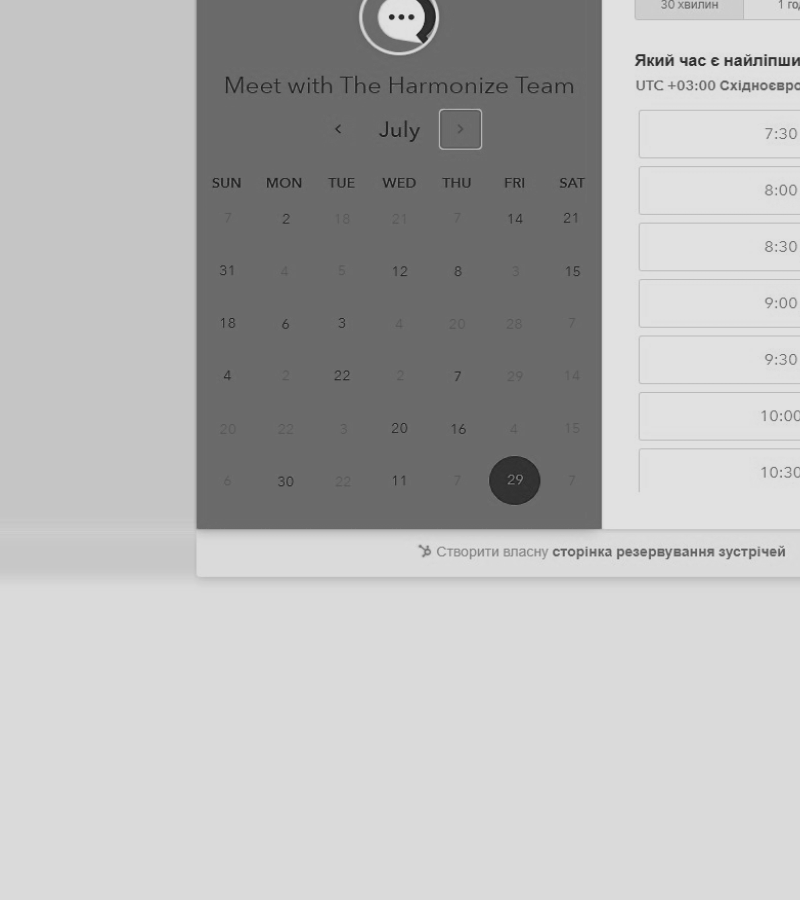 30 хвилин 1 го
Meet with The Harmonize Team
July
SUN MON TUE WED THU FRI SAT
7 2 18 21 7 14 21
31 4 5 12 8 3 15
18 6 3 4 20 28 7
4 2 22 2 7 29 14
20 22 3 20 16 4 15
6 30 22 11 7 29 7
Який час є найліпши
UTC +03:00 Східноєвро
7:30
8:00
8:30
9:00
9:30
10:00
10:30
Створити власну сторінка резервування зустрічей